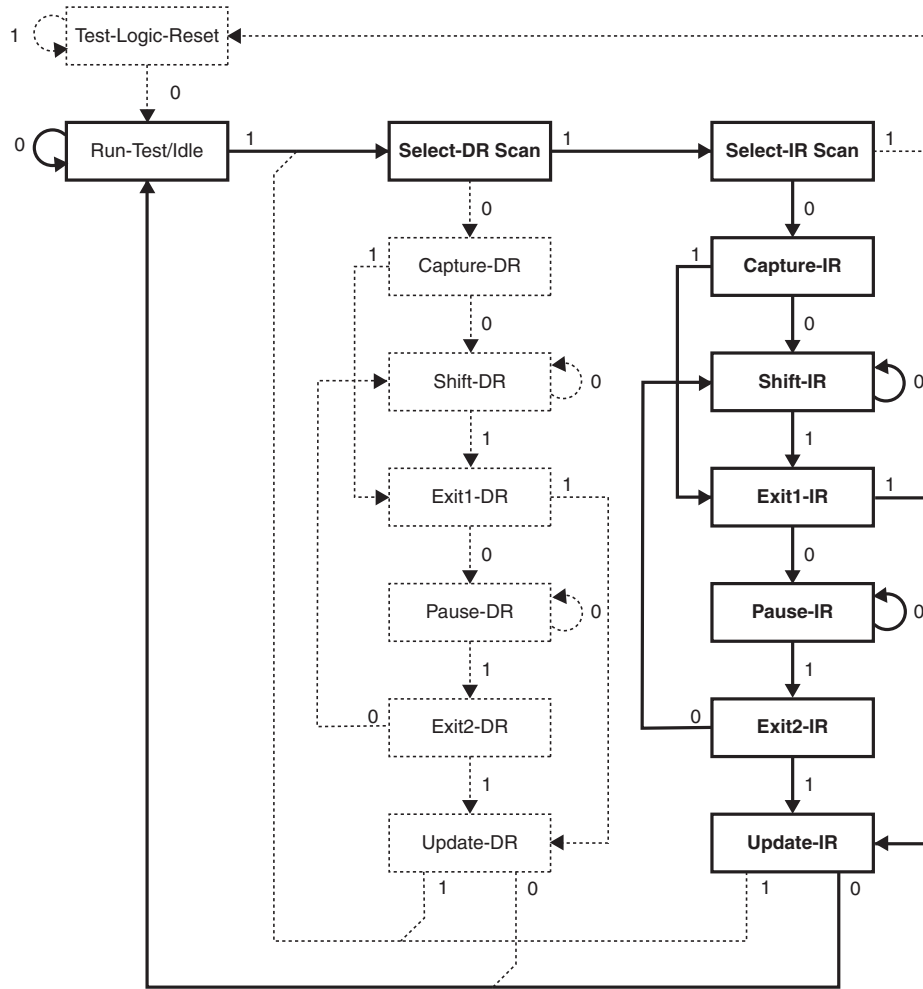 1 Test-Logic-Reset
0
0 Run-Test/Idle 1 Select-DR Scan 1 Select-IR Scan 1
0 0
1 Capture-DR 1 Capture-IR
0 0
Shift-DR 0 Shift-IR 0
1 1
Exit1-DR 1 Exit1-IR 1
0 0
Pause-DR 0 Pause-IR 0
1 1
0 Exit2-DR 0 Exit2-IR
1 1
Update-DR Update-IR
1 0 1 0